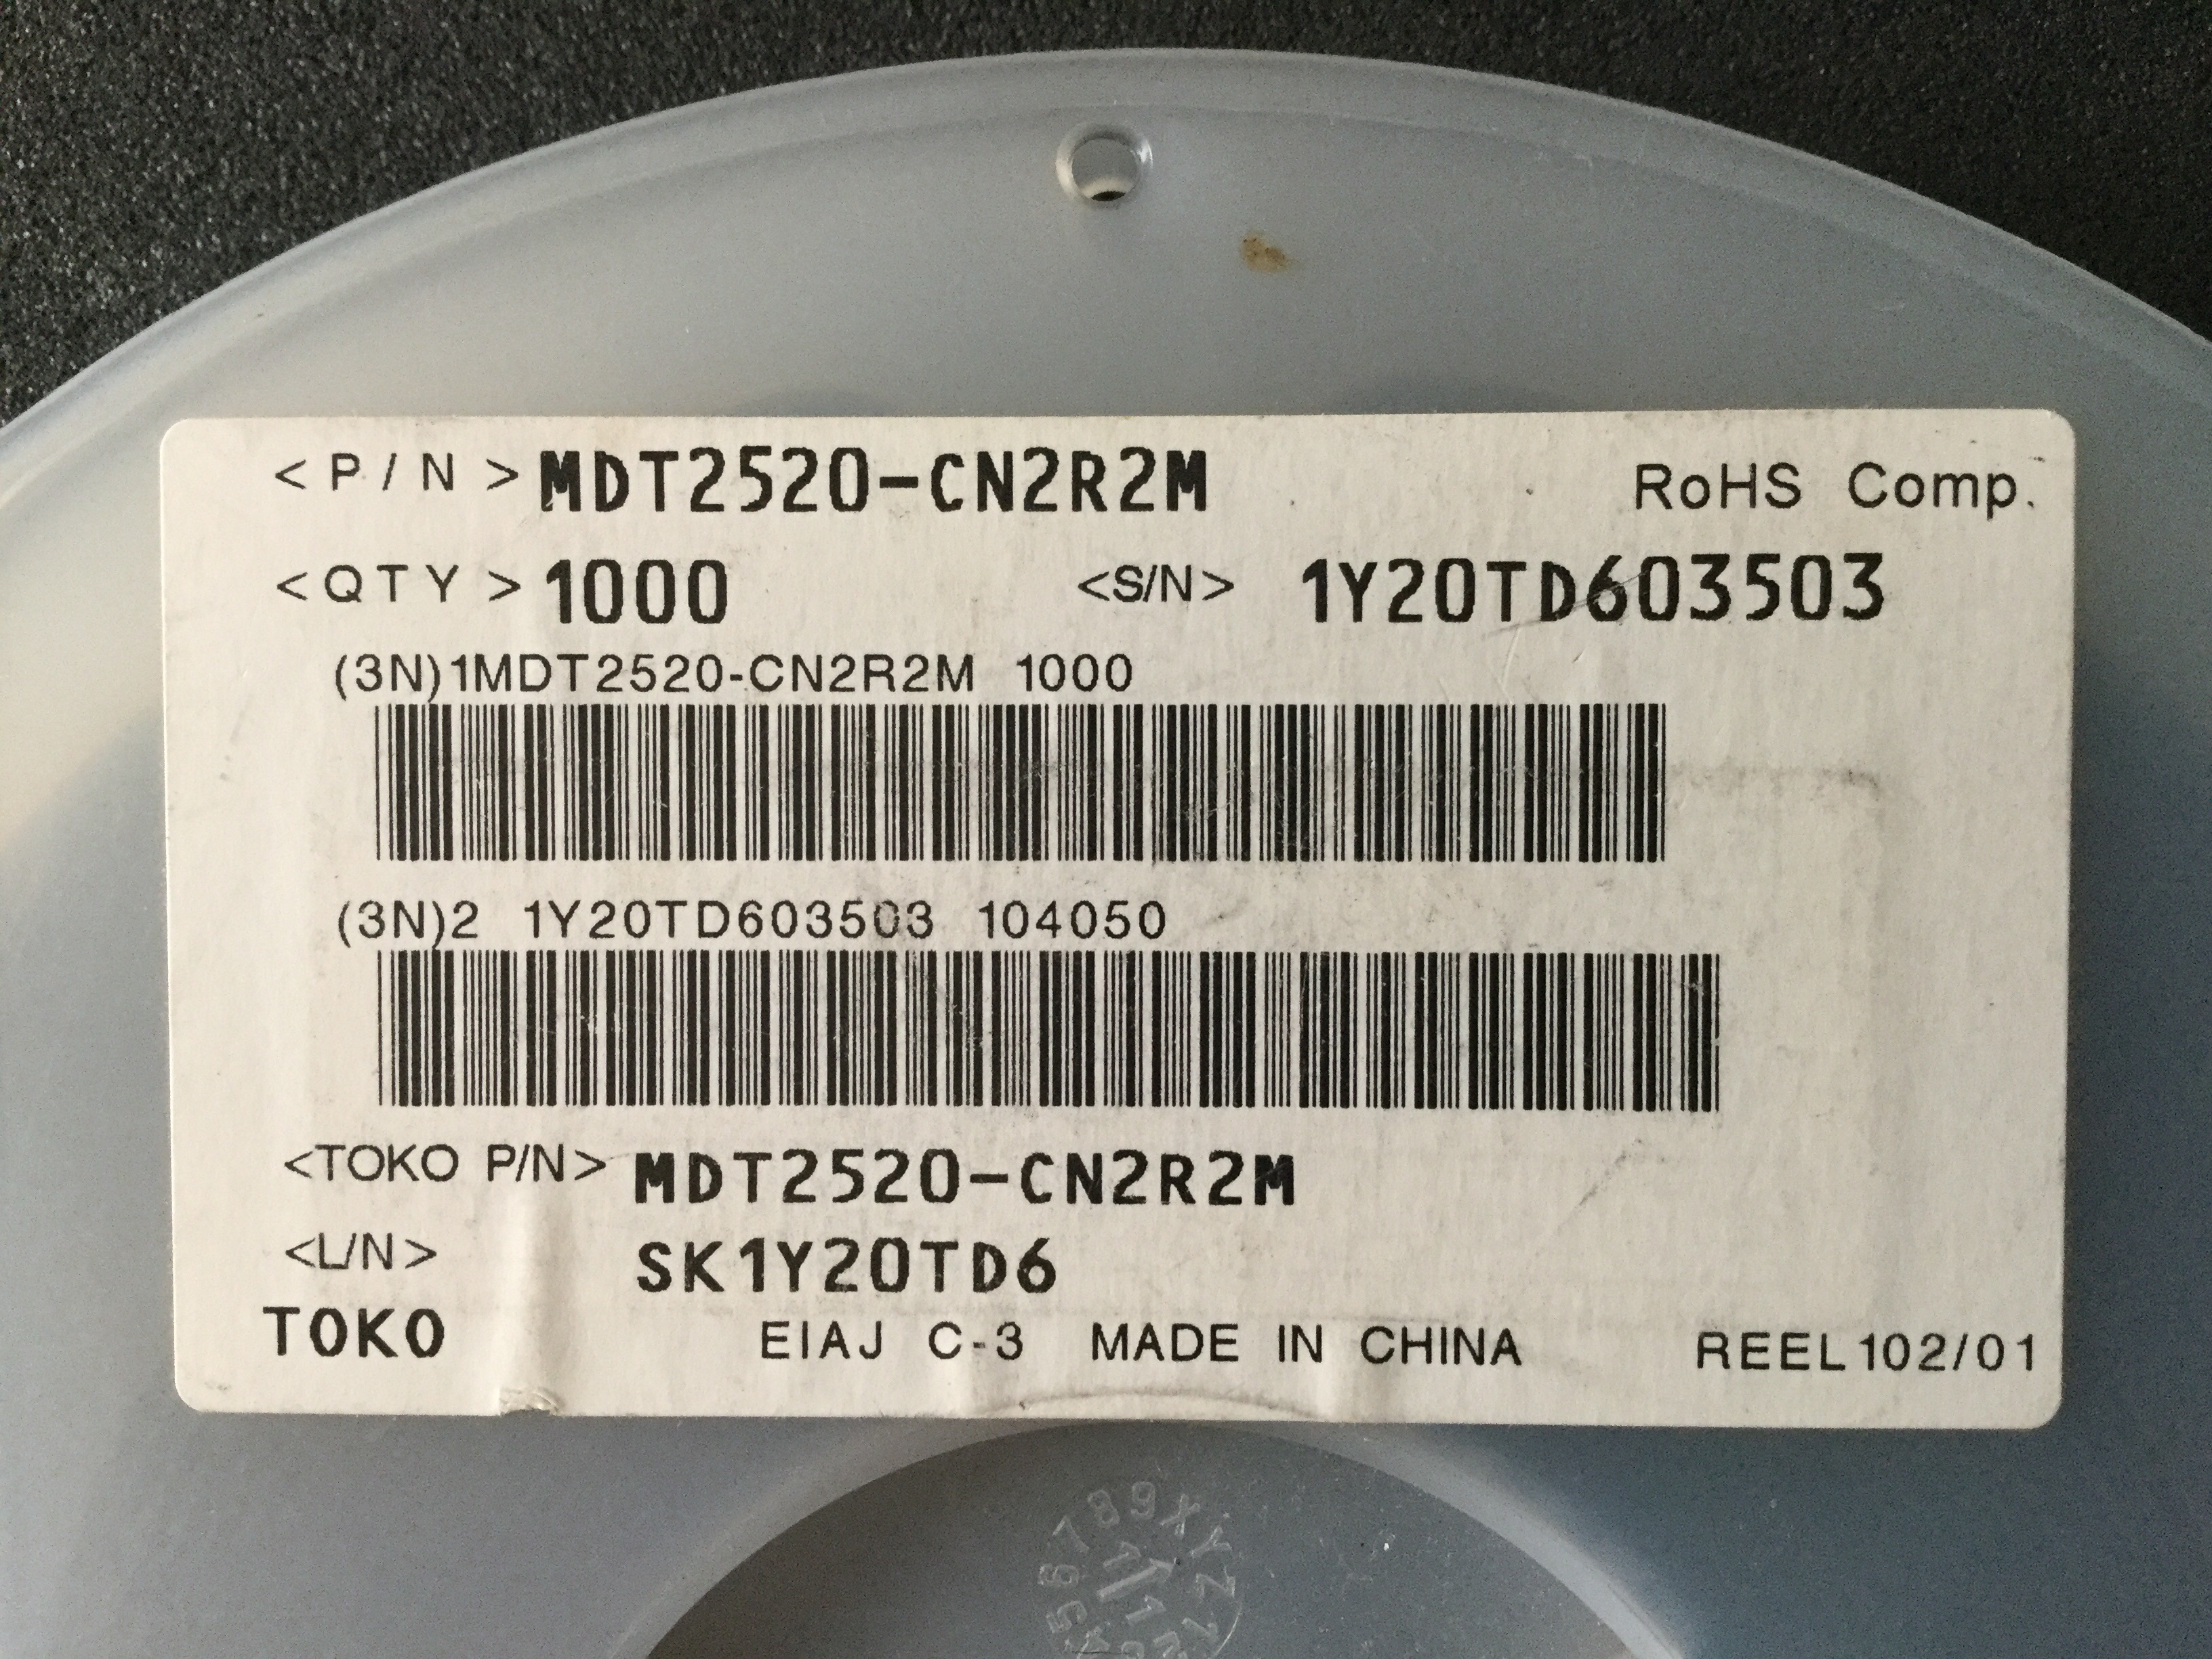 <P/N> MDT2520-CN2R2M RoHS Comp.
<QTY> 1000 <S/N> 1Y20TD603503
(3N)1MDT2520-CN2R2M 1000
(3N)2 1Y20TD603503 104050
<TOKO P/N> MDT2520-CN2R2M
<L/N> SK1Y20TD6
TOKO EIAJ C-3 MADE IN CHINA REEL102/01
56789XYZ